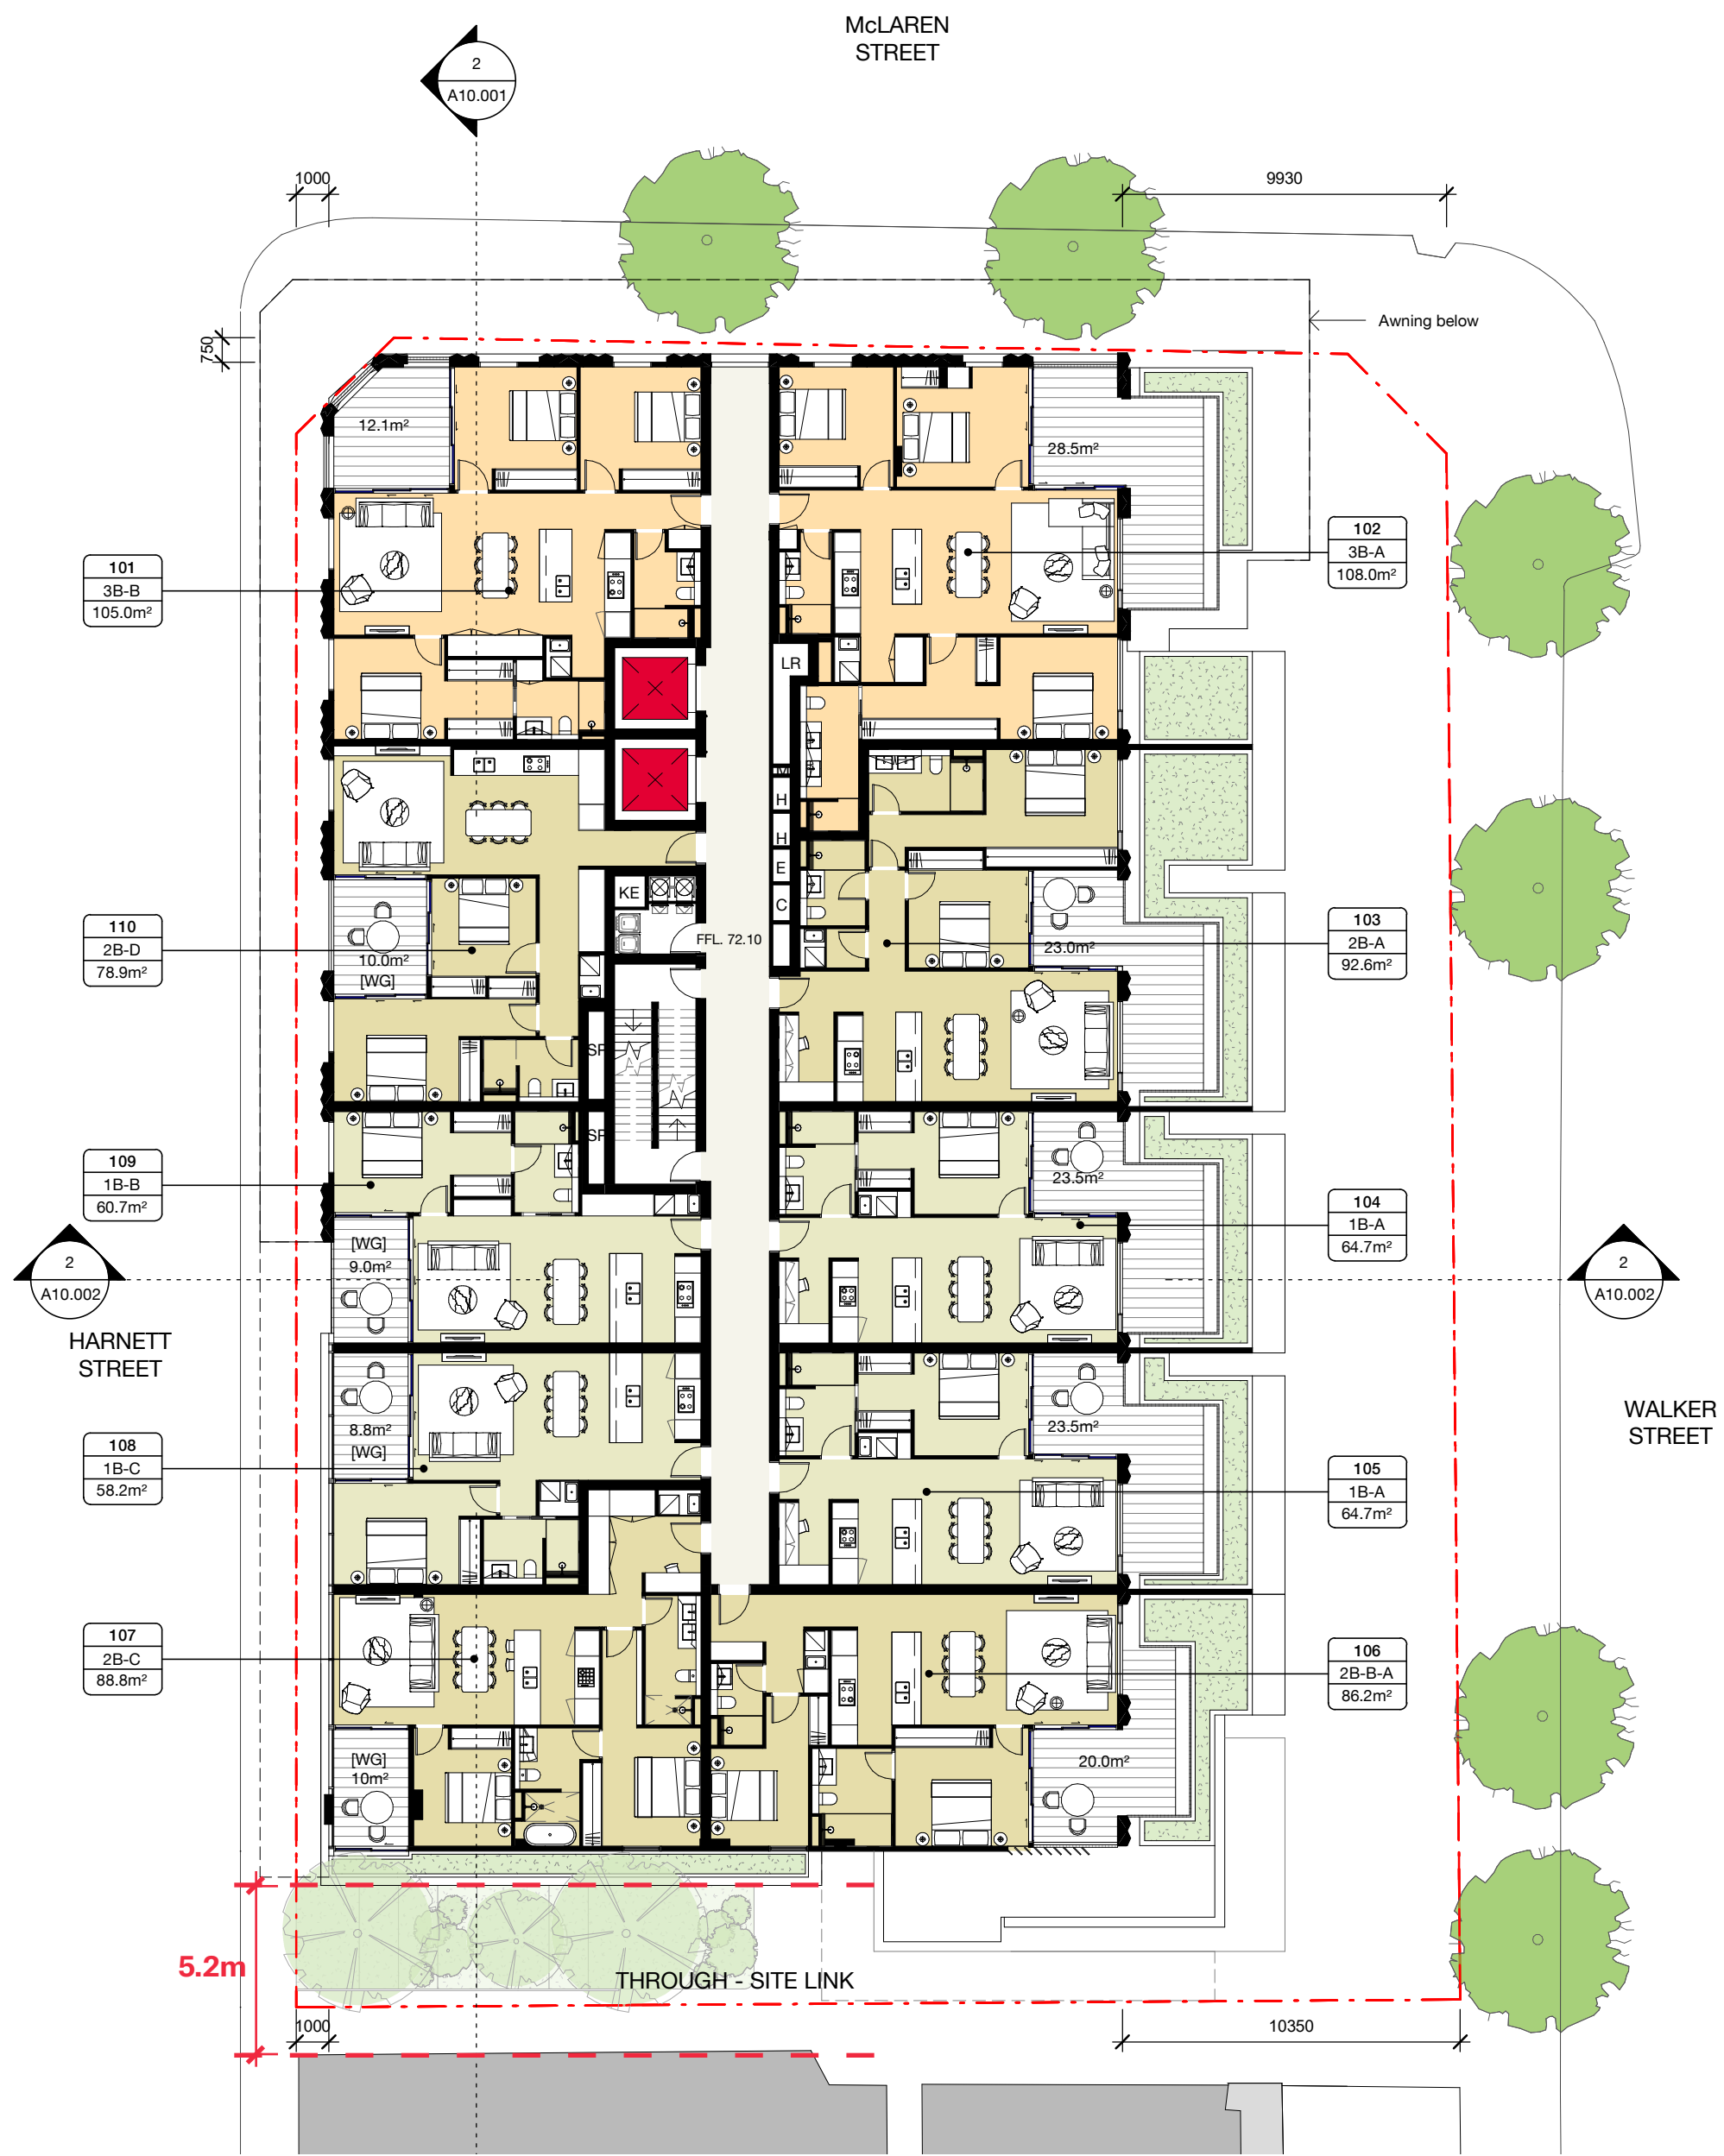 McLAREN
STREET
2
A10.001
1000
9930
750
Awning below
12.1m²
28.5m²
101
3B-B
105.0m²
102
3B-A
108.0m²
LR
M
H
H
E
C
KE
FFL. 72.10
110
2B-D
78.9m²
10.0m²
[WG]
103
2B-A
92.6m²
23.0m²
SF
SF
109
1B-B
60.7m²
23.5m²
104
1B-A
64.7m²
[WG]
9.0m²
2
A10.002
2
A10.002
HARNETT
STREET
WALKER
STREET
8.8m²
[WG]
23.5m²
108
1B-C
58.2m²
105
1B-A
64.7m²
107
2B-C
88.8m²
106
2B-B-A
86.2m²
[WG]
10m²
20.0m²
5.2m
THROUGH - SITE LINK
1000
10350